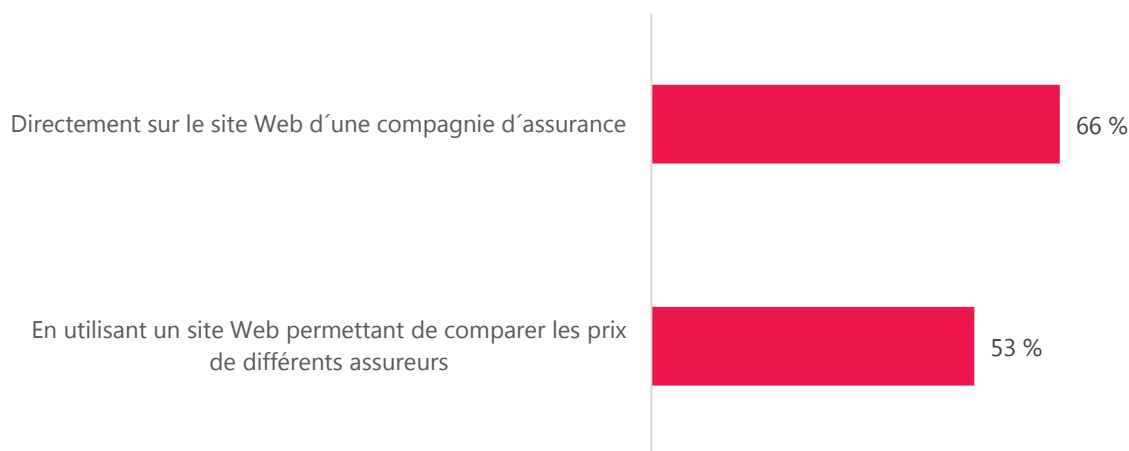 Directement sur le site Web d´une compagnie d´assurance
66 %
En utilisant un site Web permettant de comparer les prix
de différents assureurs
53 %